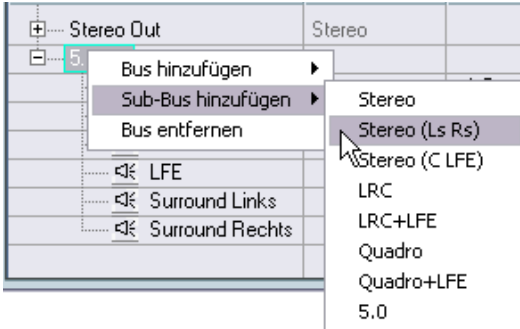 Stereo Out Stereo
5.
Bus hinzufügen
Sub-Bus hinzufügen
Bus entfernen
LFE
Surround Links
Surround Rechts
Stereo
Stereo (Ls Rs)
Stereo (C LFE)
LRC
LRC+LFE
Quadro
Quadro+LFE
5.0